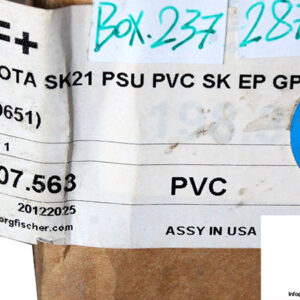 F+
Box.237
287
OTA SK21 PSU PVC SK EP GP
0651)
1
07.563
PVC
20122025
orgfischer.com
ASSY IN USA